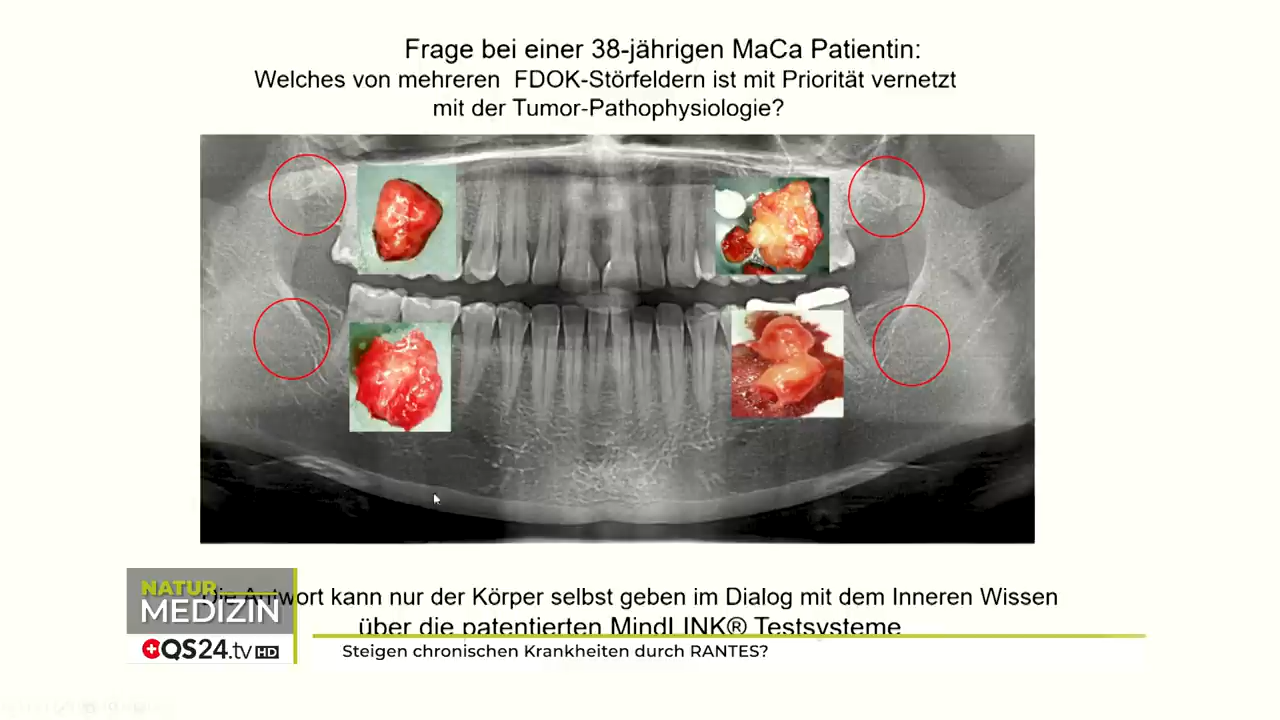 Frage bei einer 38-jährigen MaCa Patientin:
Welches von mehreren FDOK-Störfeldern ist mit Priorität vernetzt
mit der Tumor-Pathophysiologie?
Die Antwort kann nur der Körper selbst geben im Dialog mit dem Inneren Wissen
über die patentierten MindLINK® Testsysteme
NATUR
MEDIZIN
QS24.tv HD
Steigen chronischen Krankheiten durch RANTES?